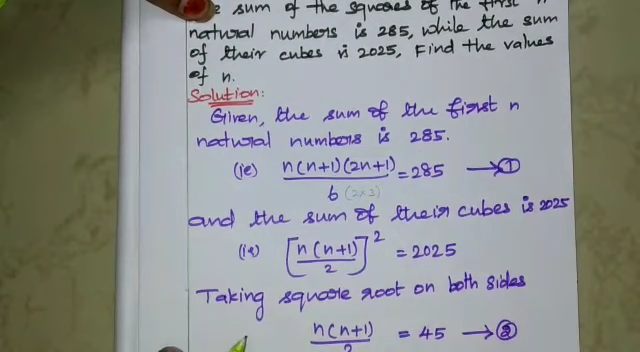 sum of the squares of the first n
natural numbers is 285, while the sum
of their cubes is 2025, Find the values
of n.
Solution:
Given, the sum of the first n
natural numbers is 285.
(ie) n(n+1)(2n+1)/6 (2×3) = 285 → ①
and the sum of their cubes is 2025
(ie) [n(n+1)/2]² = 2025
Taking square root on both sides
n(n+1)/2 = 45 → ②